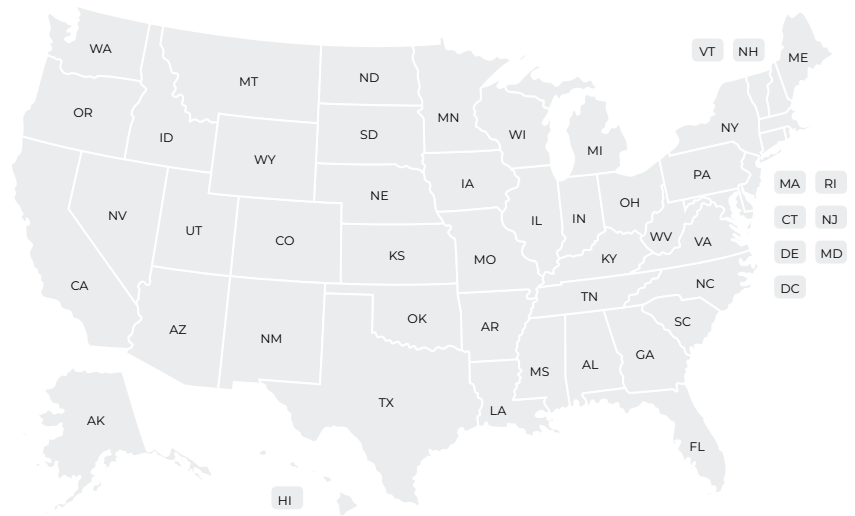 WA
MT
ND
MN
VT
NH
ME
OR
ID
SD
WI
MI
NY
WY
IA
PA
MA
RI
NE
OH
NV
UT
CO
IL
IN
WV
VA
CT
NJ
KS
MO
KY
DE
MD
CA
NC
DC
TN
AZ
NM
OK
AR
SC
MS
AL
GA
TX
LA
AK
FL
HI